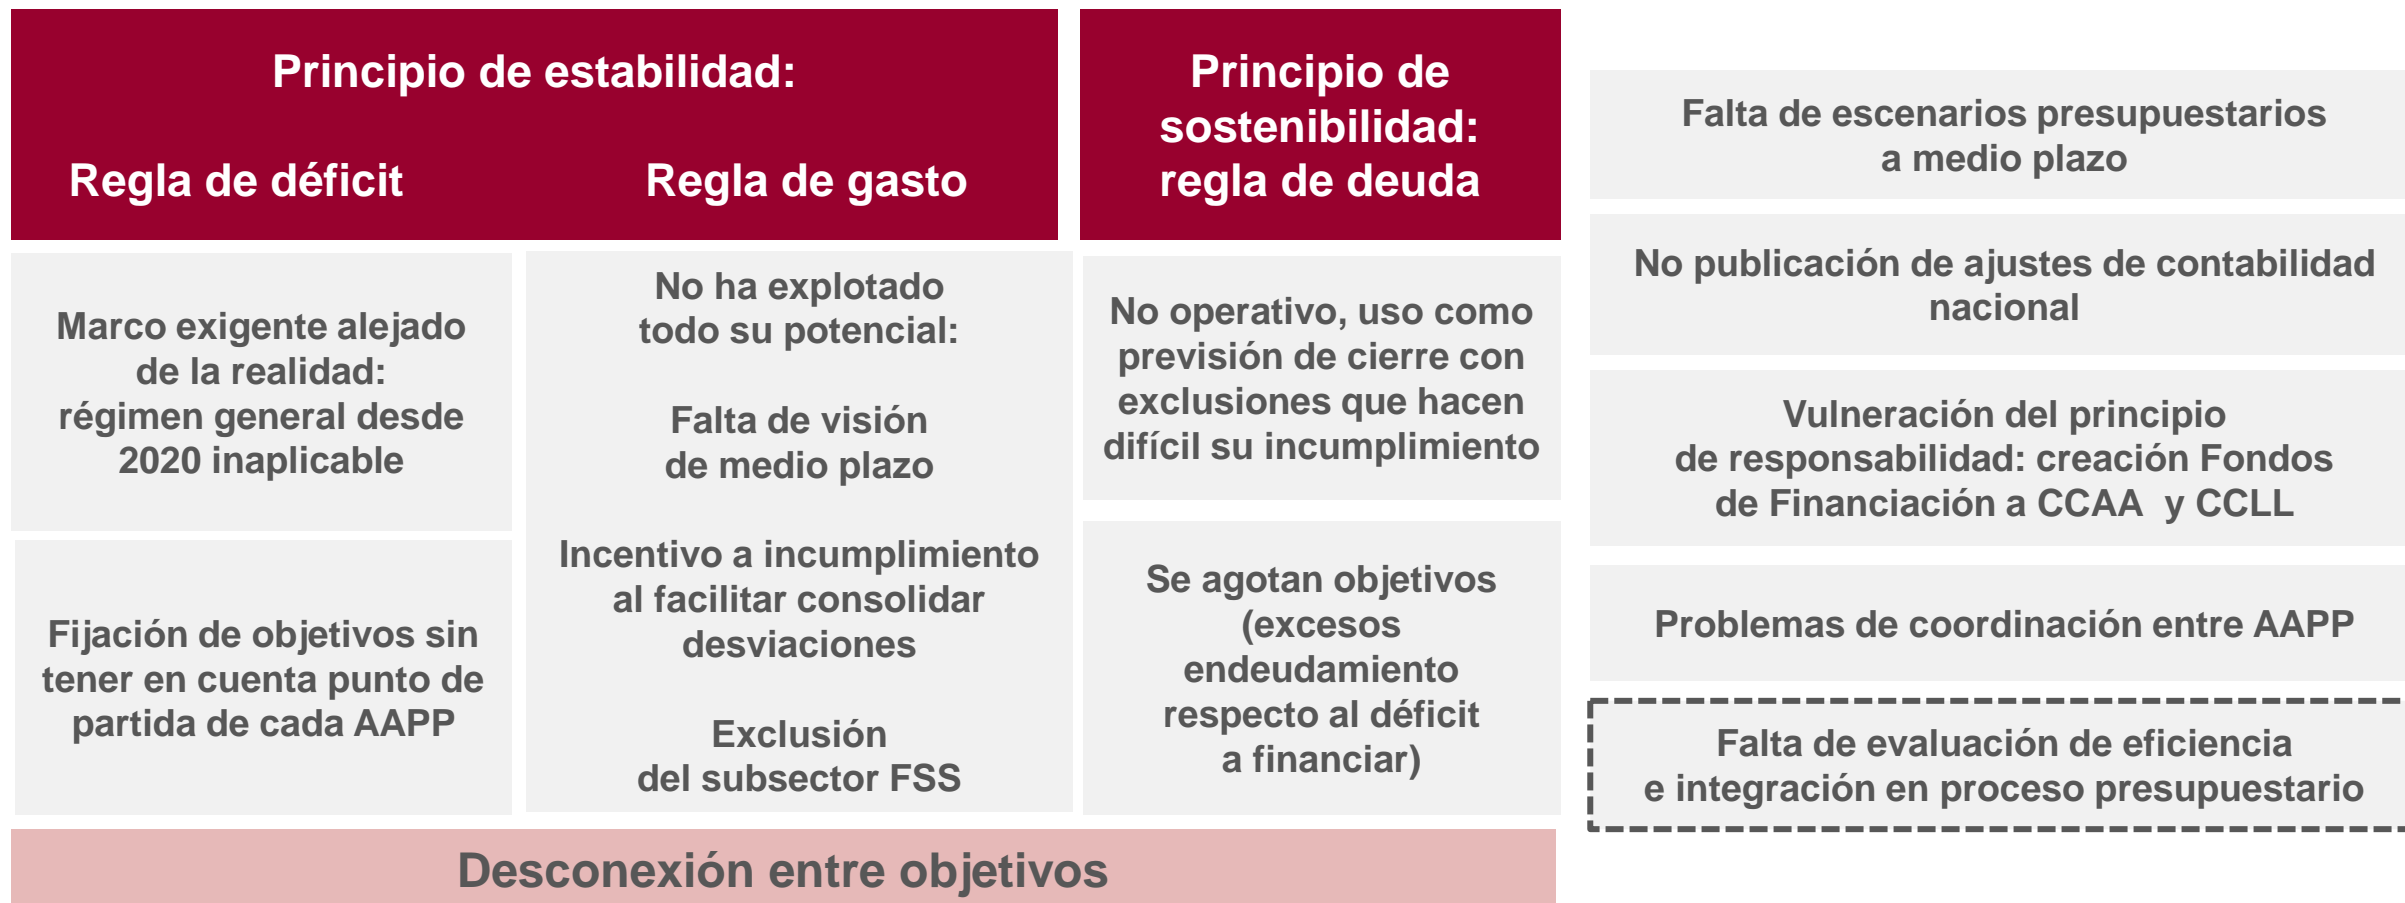 Principio de estabilidad:
Regla de déficit
Regla de gasto
Principio de
sostenibilidad:
regla de deuda
Marco exigente alejado
de la realidad:
régimen general desde
2020 inaplicable
Fijación de objetivos sin
tener en cuenta punto de
partida de cada AAPP
No ha explotado
todo su potencial:
Falta de visión
de medio plazo
Incentivo a incumplimiento
al facilitar consolidar
desviaciones
Exclusión
del subsector FSS
No operativo, uso como
previsión de cierre con
exclusiones que hacen
difícil su incumplimiento
Se agotan objetivos
(excesos
endeudamiento
respecto al déficit
a financiar)
Desconexión entre objetivos
Falta de escenarios presupuestarios
a medio plazo
No publicación de ajustes de contabilidad
nacional
Vulneración del principio
de responsabilidad: creación Fondos
de Financiación a CCAA  y CCLL
Problemas de coordinación entre AAPP
Falta de evaluación de eficiencia
e integración en proceso presupuestario